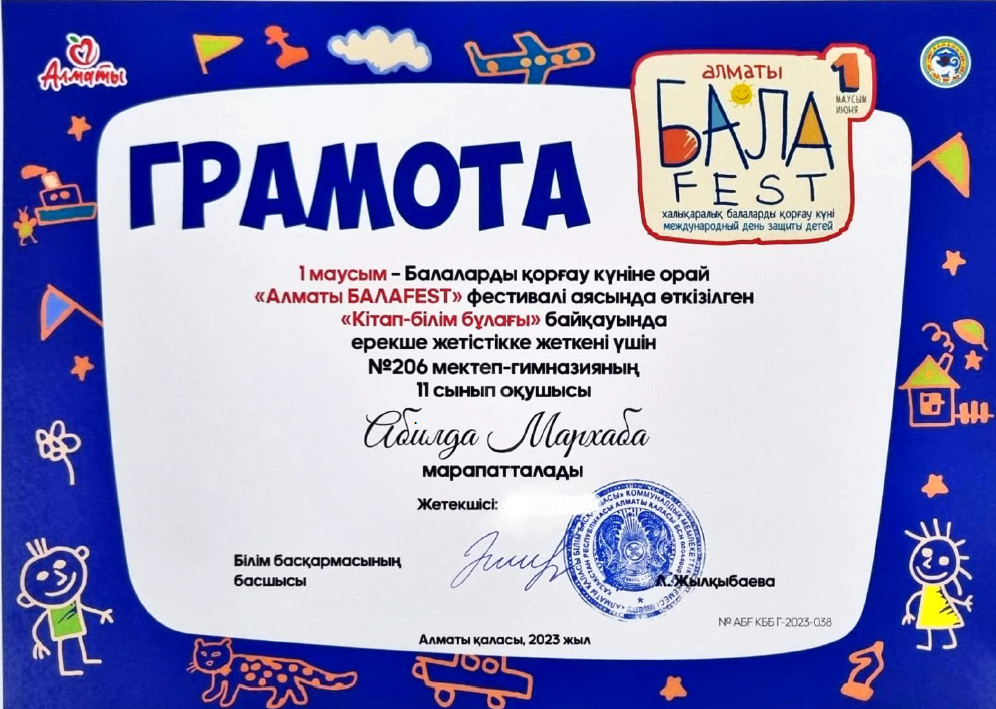 Алматы
алматы
1
МАУСЫМ
ИЮНЯ
БАЛА
FEST
халықаралық балаларды қорғау күні
международный день защиты детей
ГРАМОТА
1 маусым – Балаларды қорғау күніне орай
«Алматы БАЛАFEST» фестивалі аясында өткізілген
«Кітап-білім бұлағы» байқауында
ерекше жетістікке жеткені үшін
№206 мектеп-гимназияның
11 сынып оқушысы
Абилда Мархаба
марапатталады
Жетекшісі:
Білім басқармасының
басшысы
Л. Жылқыбаева
№ АБF КББ Г-2023-038
Алматы қаласы, 2023 жыл